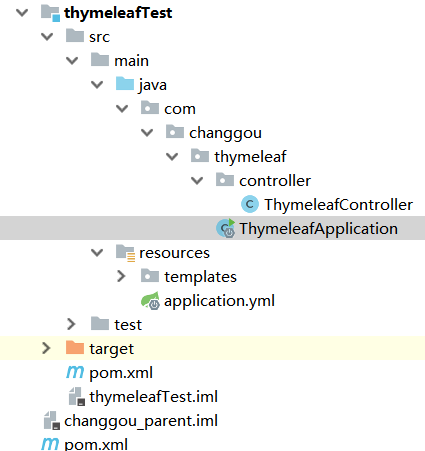 thymeleafTest
src
main
java
com
changgou
thymeleaf
controller
ThymeleafController
ThymeleafApplication
resources
templates
application.yml
test
target
pom.xml
thymeleafTest.iml
changgou_parent.iml
pom.xml